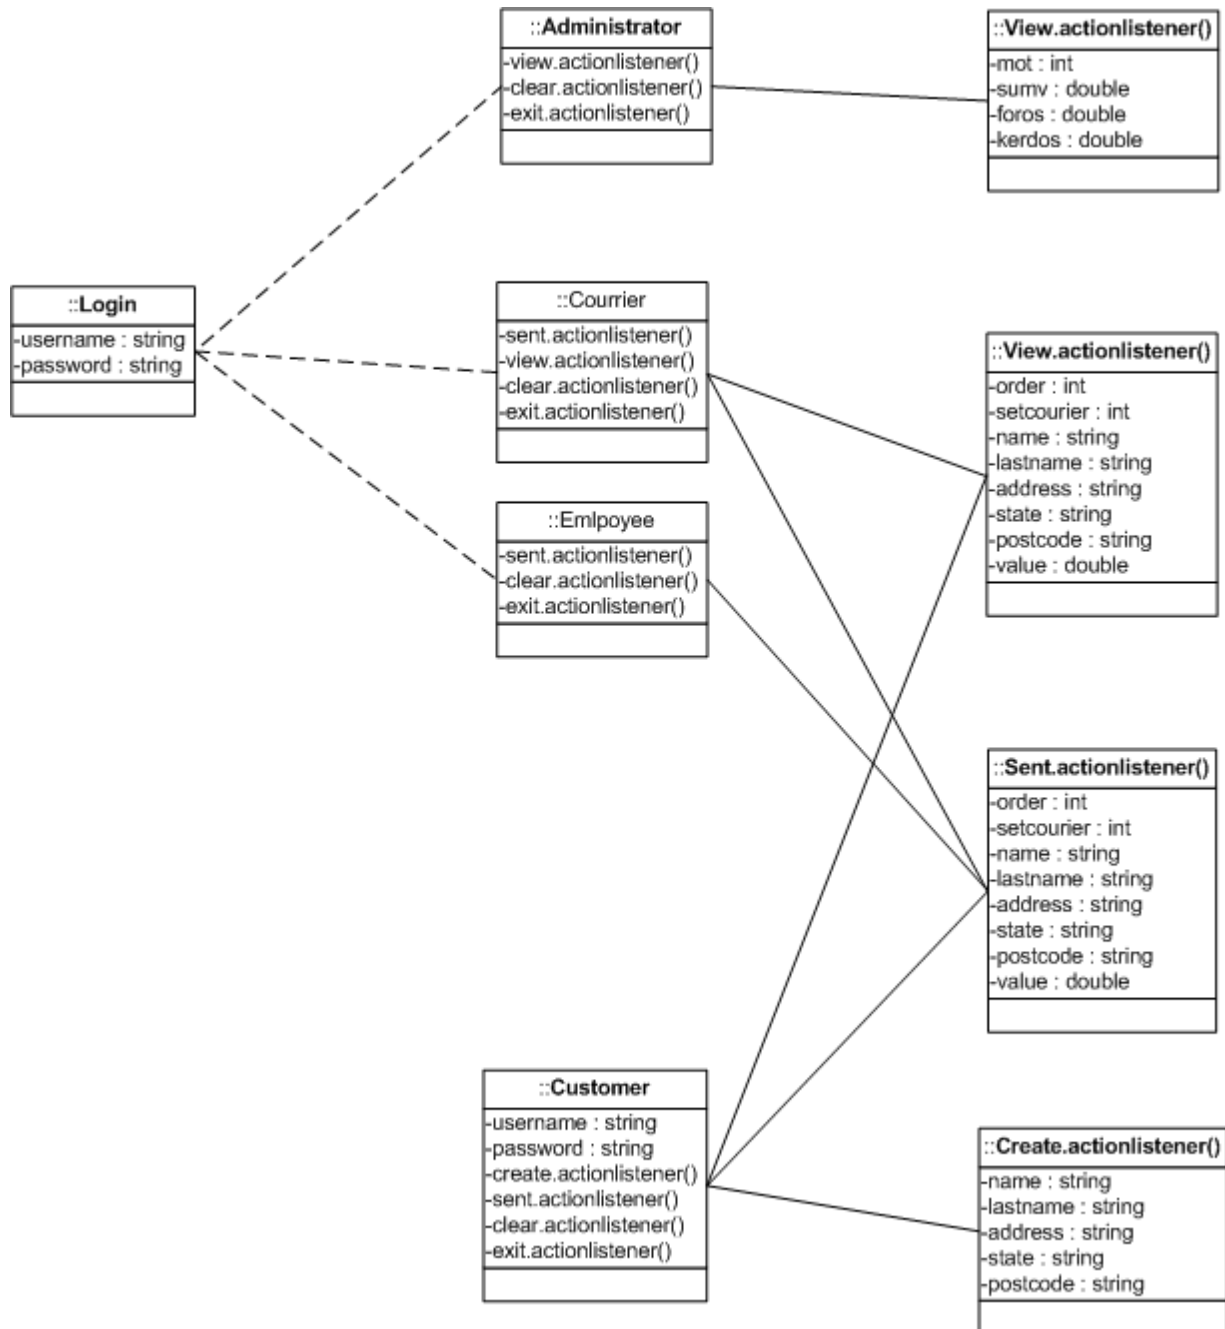 ::Administrator
-view.actionlistener()
-clear.actionlistener()
-exit.actionlistener()
::View.actionlistener()
-mot : int
-sumv : double
-foros : double
-kerdos : double
::Login
-username : string
-password : string
::Courrier
-sent.actionlistener()
-view.actionlistener()
-clear.actionlistener()
-exit.actionlistener()
::View.actionlistener()
-order : int
-setcourier : int
-name : string
-lastname : string
-address : string
-state : string
-postcode : string
-value : double
::Emlpoyee
-sent.actionlistener()
-clear.actionlistener()
-exit.actionlistener()
::Sent.actionlistener()
-order : int
-setcourier : int
-name : string
-lastname : string
-address : string
-state : string
-postcode : string
-value : double
::Customer
-username : string
-password : string
-create.actionlistener()
-sent.actionlistener()
-clear.actionlistener()
-exit.actionlistener()
::Create.actionlistener()
-name : string
-lastname : string
-address : string
-state : string
-postcode : string